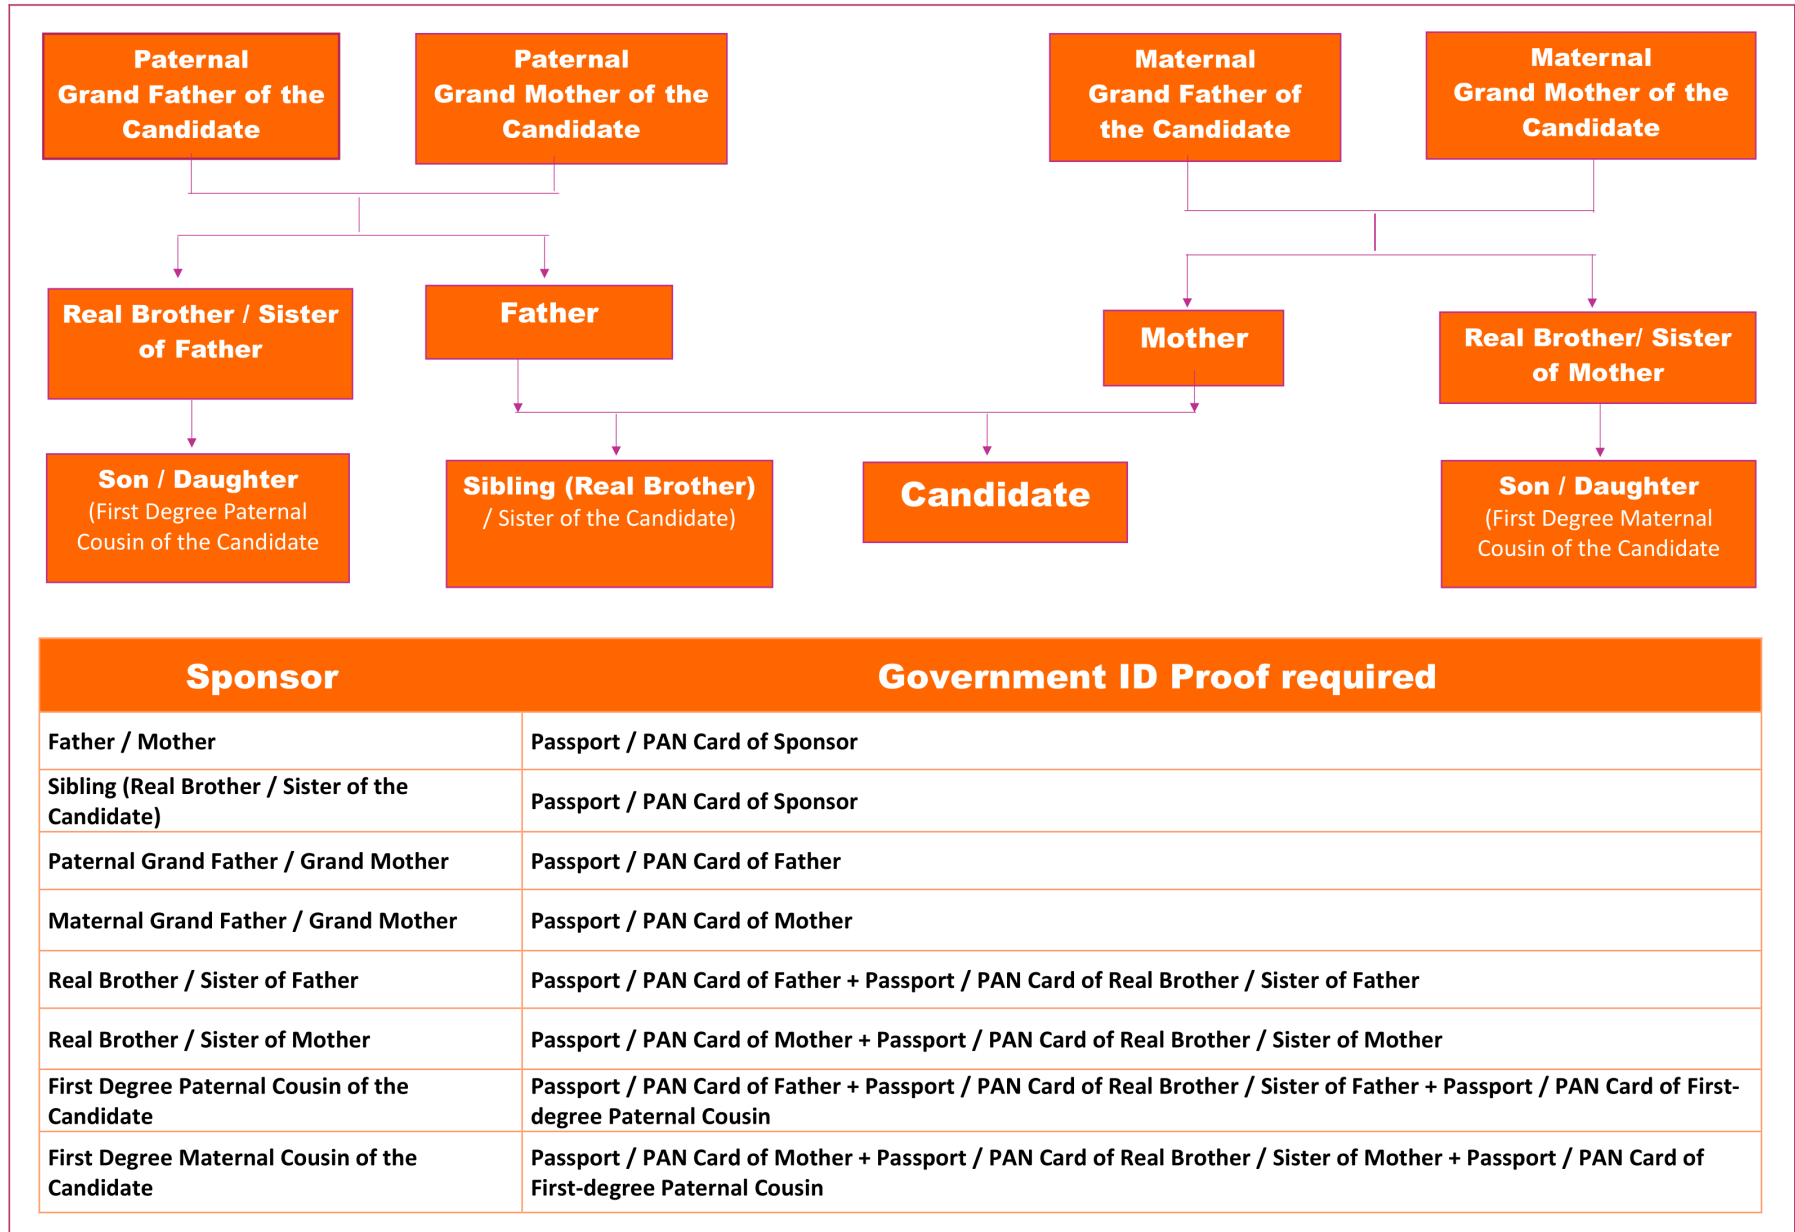 Paternal
Grand Father of the
Candidate
Paternal
Grand Mother of the
Candidate
Maternal
Grand Father of
the Candidate
Maternal
Grand Mother of the
Candidate
Real Brother / Sister
of Father
Father
Mother
Real Brother/ Sister
of Mother
Son / Daughter
(First Degree Paternal
Cousin of the Candidate
Sibling (Real Brother)
/ Sister of the Candidate)
Candidate
Son / Daughter
(First Degree Maternal
Cousin of the Candidate
Sponsor
Government ID Proof required
Father / Mother
Passport / PAN Card of Sponsor
Sibling (Real Brother / Sister of the
Candidate)
Passport / PAN Card of Sponsor
Paternal Grand Father / Grand Mother
Passport / PAN Card of Father
Maternal Grand Father / Grand Mother
Passport / PAN Card of Mother
Real Brother / Sister of Father
Passport / PAN Card of Father + Passport / PAN Card of Real Brother / Sister of Father
Real Brother / Sister of Mother
Passport / PAN Card of Mother + Passport / PAN Card of Real Brother / Sister of Mother
First Degree Paternal Cousin of the
Candidate
Passport / PAN Card of Father + Passport / PAN Card of Real Brother / Sister of Father + Passport / PAN Card of First-
degree Paternal Cousin
First Degree Maternal Cousin of the
Candidate
Passport / PAN Card of Mother + Passport / PAN Card of Real Brother / Sister of Mother + Passport / PAN Card of
First-degree Paternal Cousin